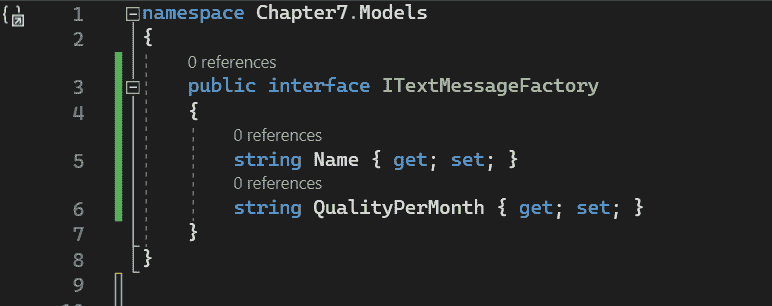 1 namespace Chapter7.Models
2 {
0 references
3 public interface ITextMessageFactory
4 {
0 references
5 string Name { get; set; }
0 references
6 string QualityPerMonth { get; set; }
7 }
8 }
9